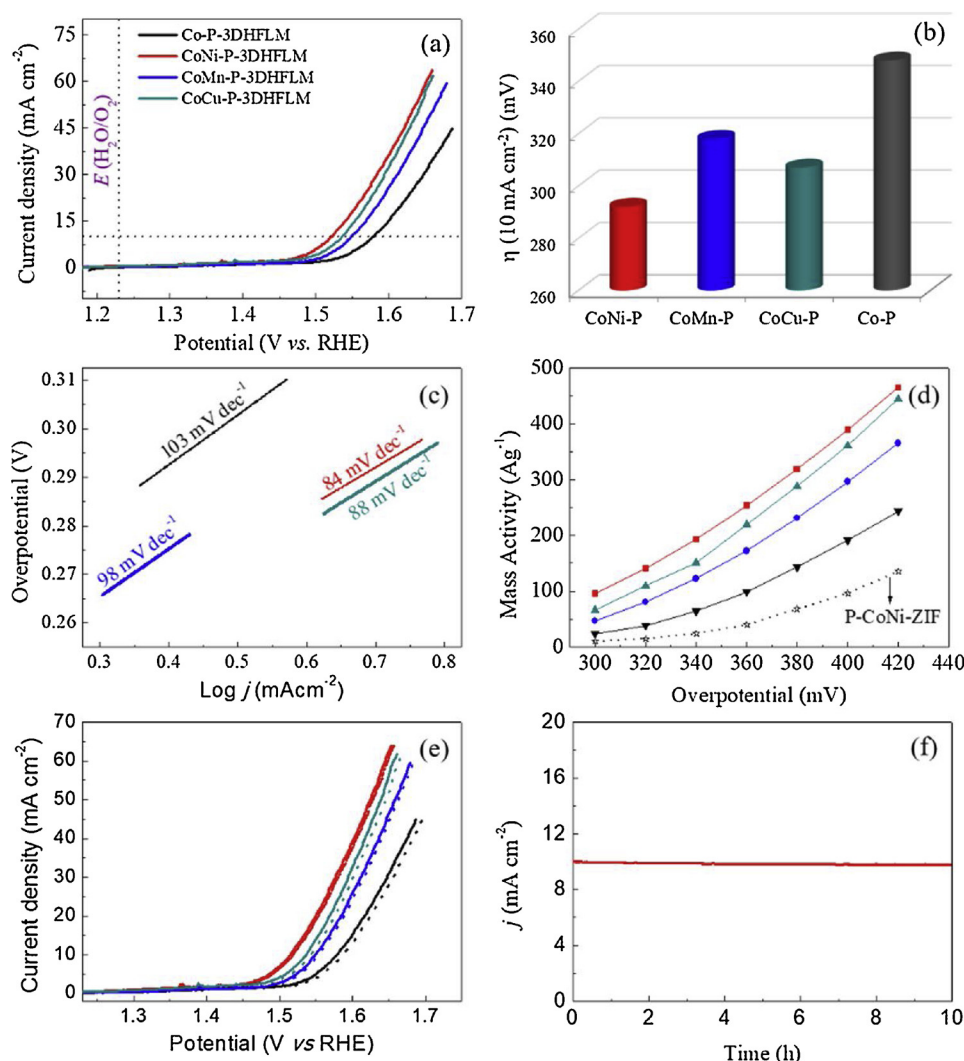 (a)
Co-P-3DHFLM
CoNi-P-3DHFLM
CoMn-P-3DHFLM
CoCu-P-3DHFLM
E (H₂O/O₂)
Current density (mA cm⁻²)
75
60
45
30
15
0
1.2 1.3 1.4 1.5 1.6 1.7
Potential (V vs. RHE)
(b)
η (10 mA cm⁻²) (mV)
360
340
320
300
280
260
CoNi-P CoMn-P CoCu-P Co-P
(c)
Overpotential (V)
0.31
0.30
0.29
0.28
0.27
0.26
103 mV dec⁻¹
84 mV dec⁻¹
88 mV dec⁻¹
98 mV dec⁻¹
0.3 0.4 0.5 0.6 0.7 0.8
Log j (mAcm⁻²)
(d)
Mass Activity (Ag⁻¹)
500
400
300
200
100
0
P-CoNi-ZIF
300 320 340 360 380 400 420 440
Overpotential (mV)
(e)
Current density (mA cm⁻²)
70
60
50
40
30
20
10
0
1.3 1.4 1.5 1.6 1.7
Potential (V vs RHE)
(f)
j (mA cm⁻²)
20
16
12
8
4
0
0 2 4 6 8 10
Time (h)